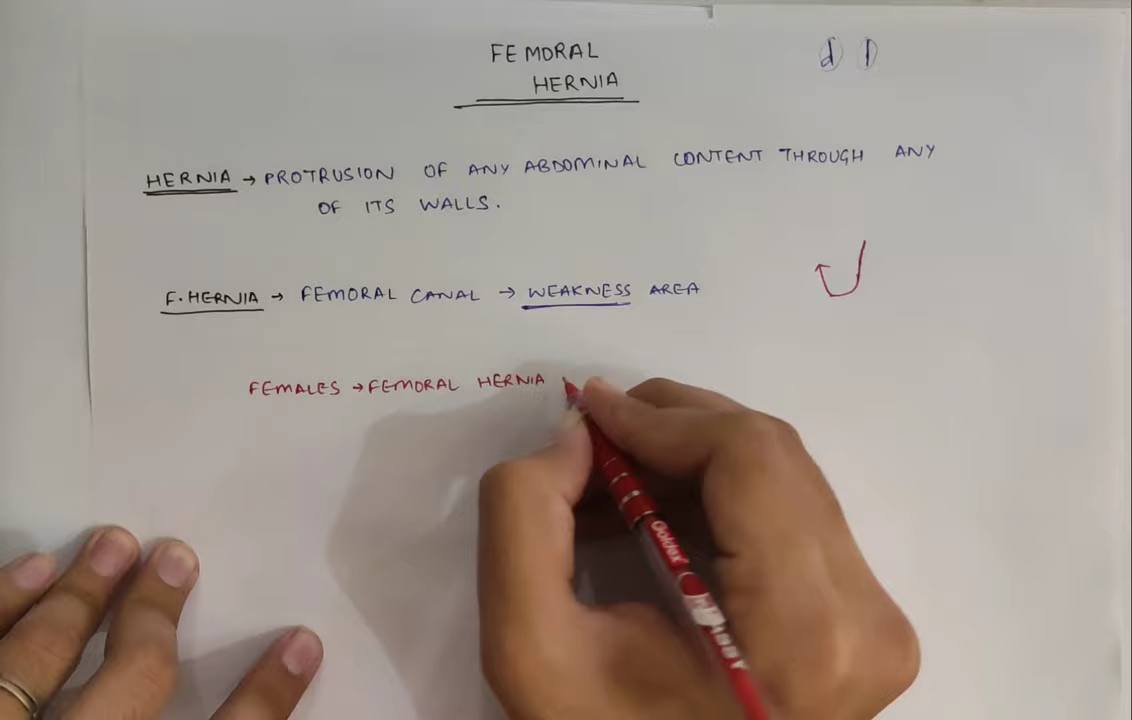 FEMORAL
HERNIA
HERNIA → PROTRUSION OF ANY ABDOMINAL CONTENT THROUGH ANY
OF ITS WALLS.
F. HERNIA → FEMORAL CANAL → WEAKNESS AREA
FEMALES → FEMORAL HERNIA
Goldex